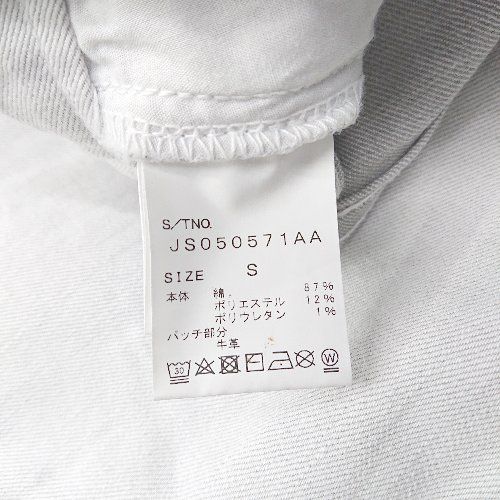 S/TNO.
JS050571AA
SIZE S
本体 綿 87%
ポリエステル 12%
ポリウレタン 1%
パッチ部分
牛革
30 W